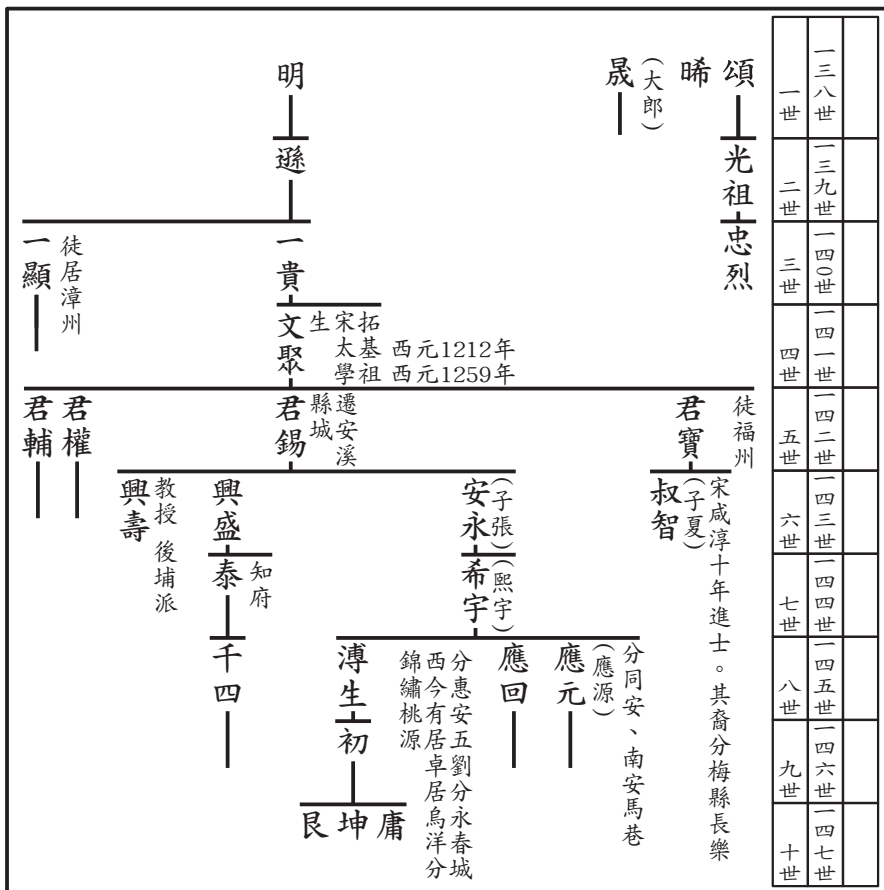 一三八世
一世
一三九世
二世
一四0世
三世
一四一世
四世
一四二世
五世
一四三世
六世
一四四世
七世
一四五世
八世
一四六世
九世
一四七世
十世
頌
晞
晟
(大郎)
明
光祖
遜
忠烈
一貴
一顯
徒居漳州
文聚
拓基祖 西元1212年
宋太學 西元1259年
生
君寶
徒福州
君錫
遷安溪
縣城
君權
君輔
叔智
(子夏)
宋咸淳十年進士。其裔分梅縣長樂
安永
(子張)
興盛
興壽
教授 後埔派
希宇
(熙宇)
泰
知府
應元
(應源)
分同安、南安馬巷
應回
溥生
分惠安五劉分永春城
西今有居卓居烏洋分
錦繡桃源
千四
初
庸
坤
艮